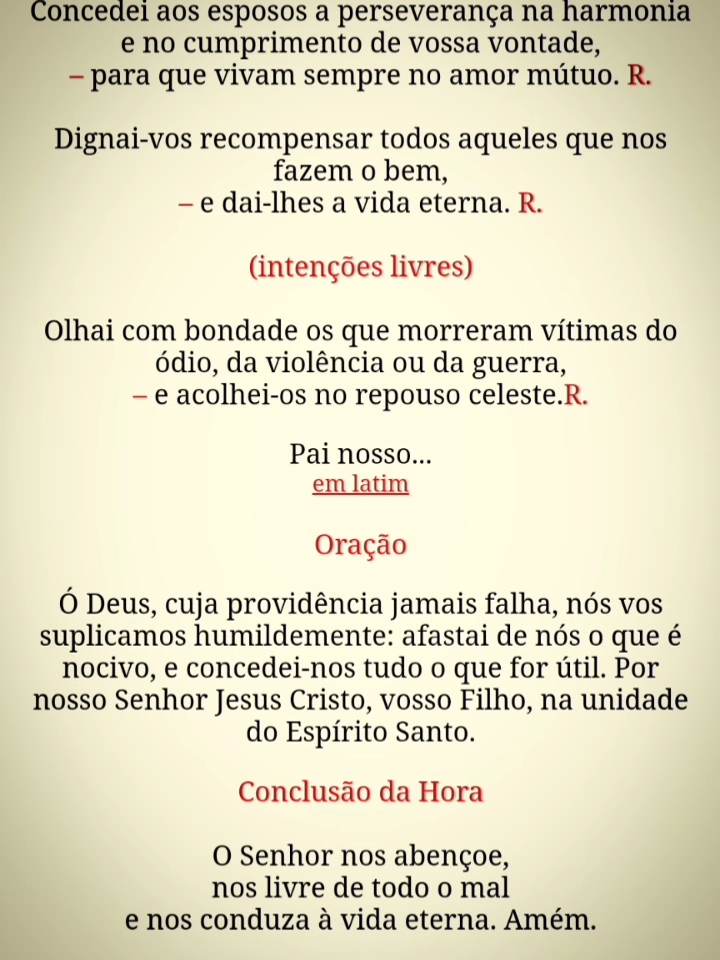 Concedei aos esposos a perseverança na harmonia
e no cumprimento de vossa vontade,
– para que vivam sempre no amor mútuo. R.
Dignai-vos recompensar todos aqueles que nos
fazem o bem,
– e dai-lhes a vida eterna. R.
(intenções livres)
Olhai com bondade os que morreram vítimas do
ódio, da violência ou da guerra,
– e acolhei-os no repouso celeste.R.
Pai nosso...
em latim
Oração
Ó Deus, cuja providência jamais falha, nós vos
suplicamos humildemente: afastai de nós o que é
nocivo, e concedei-nos tudo o que for útil. Por
nosso Senhor Jesus Cristo, vosso Filho, na unidade
do Espírito Santo.
Conclusão da Hora
O Senhor nos abençoe,
nos livre de todo o mal
e nos conduza à vida eterna. Amém.